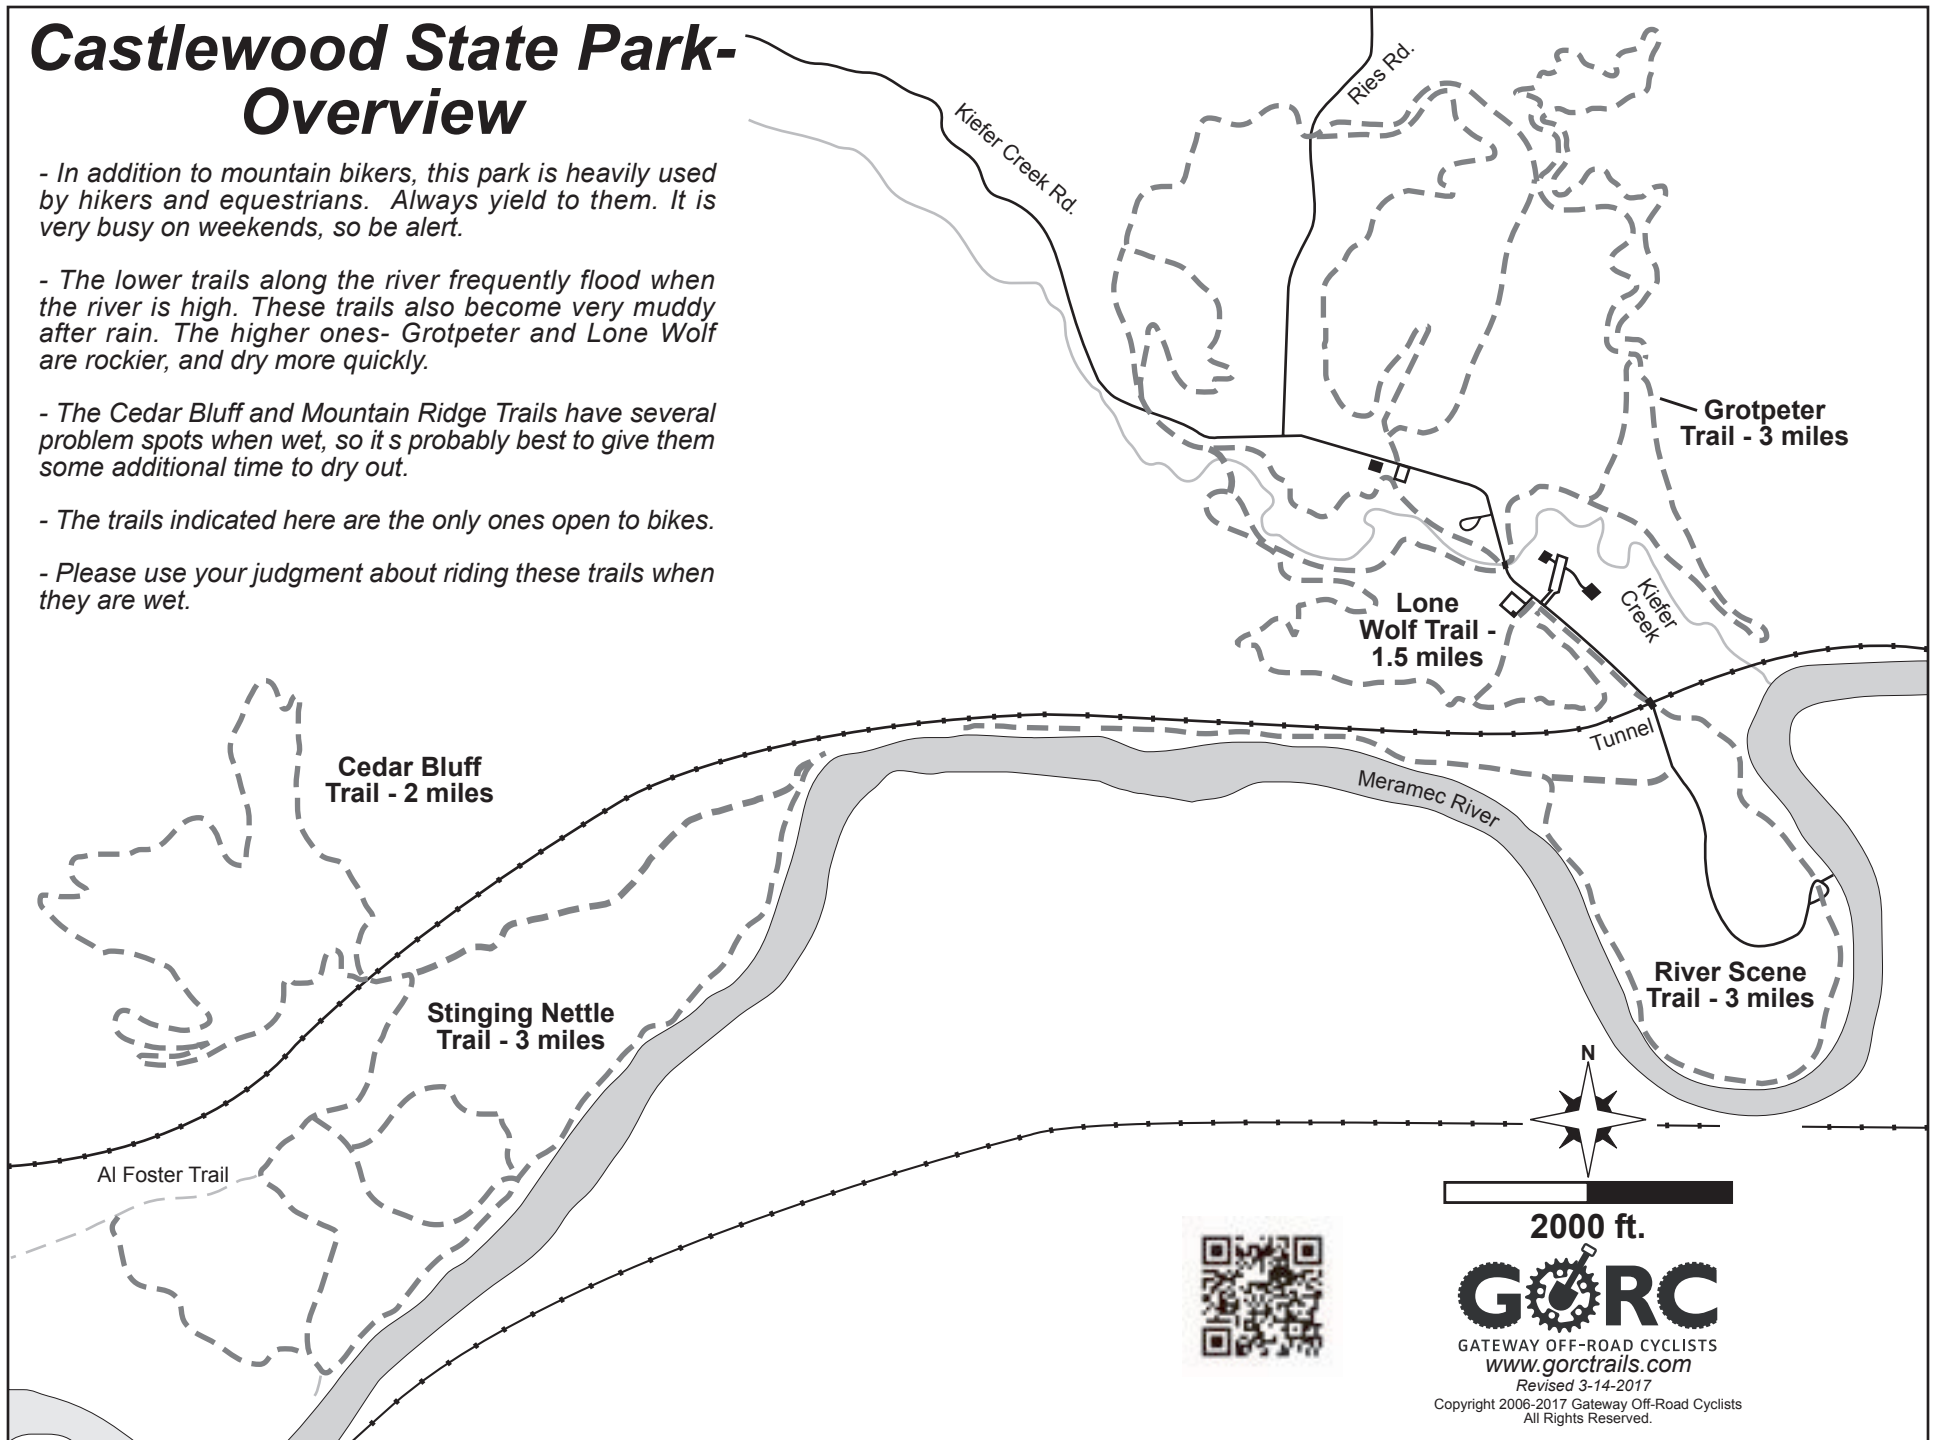 Castlewood State Park-
Overview
- In addition to mountain bikers, this park is heavily used
by hikers and equestrians. Always yield to them. It is
very busy on weekends, so be alert.
- The lower trails along the river frequently flood when
the river is high. These trails also become very muddy
after rain. The higher ones- Grotpeter and Lone Wolf
are rockier, and dry more quickly.
- The Cedar Bluff and Mountain Ridge Trails have several
problem spots when wet, so it s probably best to give them
some additional time to dry out.
- The trails indicated here are the only ones open to bikes.
- Please use your judgment about riding these trails when
they are wet.
Kiefer Creek Rd.
Ries Rd.
Grotpeter
Trail - 3 miles
Kiefer
Creek
Lone
Wolf Trail -
1.5 miles
Tunnel
Meramec River
Cedar Bluff
Trail - 2 miles
River Scene
Trail - 3 miles
Stinging Nettle
Trail - 3 miles
Al Foster Trail
N
2000 ft.
GORC
GATEWAY OFF-ROAD CYCLISTS
www.gorctrails.com
Revised 3-14-2017
Copyright 2006-2017 Gateway Off-Road Cyclists
All Rights Reserved.